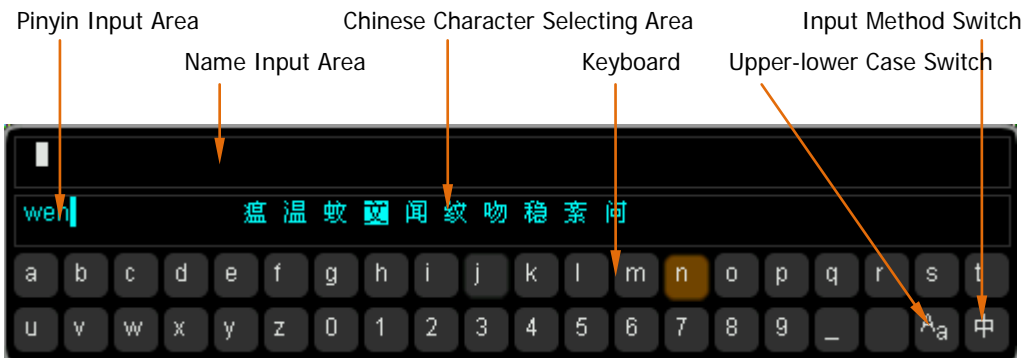 Pinyin Input Area Chinese Character Selecting Area Input Method Switch
Name Input Area Keyboard Upper-lower Case Switch
wen 瘟 温 蚊 文 闻 纹 吻 稳 紊 问
a b c d e f g h i j k l m n o p q r s t
u v w x y z 0 1 2 3 4 5 6 7 8 9 _ Aa 中